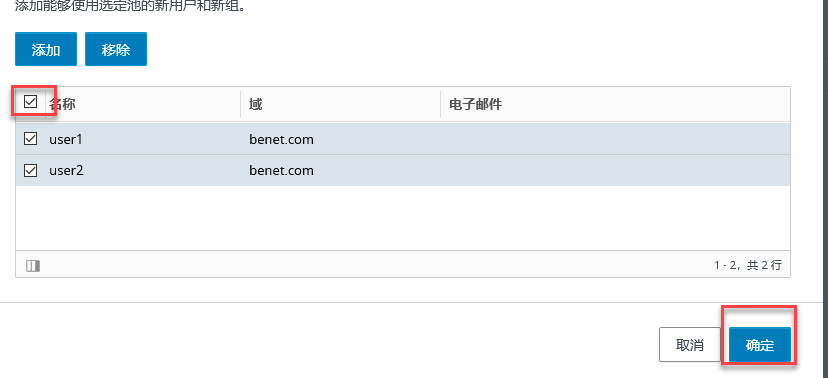 添加能够使用选定池的新用户和新组。
添加 移除
名称 域 电子邮件
user1 benet.com
user2 benet.com
1 - 2，共 2 行
取消 确定